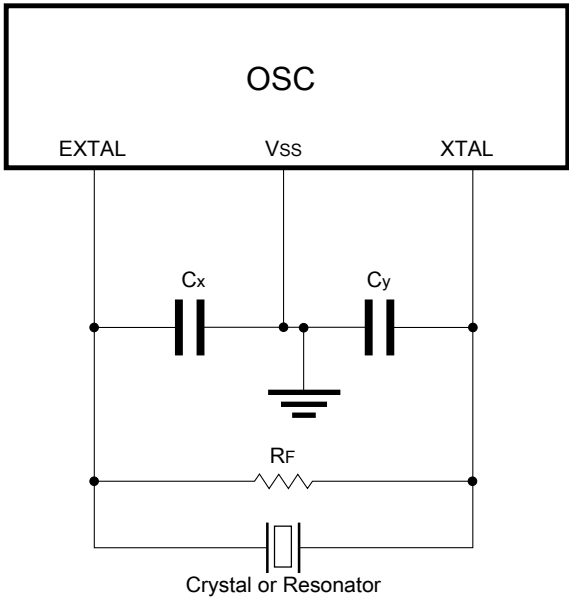 OSC
EXTAL VSS XTAL
Cx Cy
RF
Crystal or Resonator